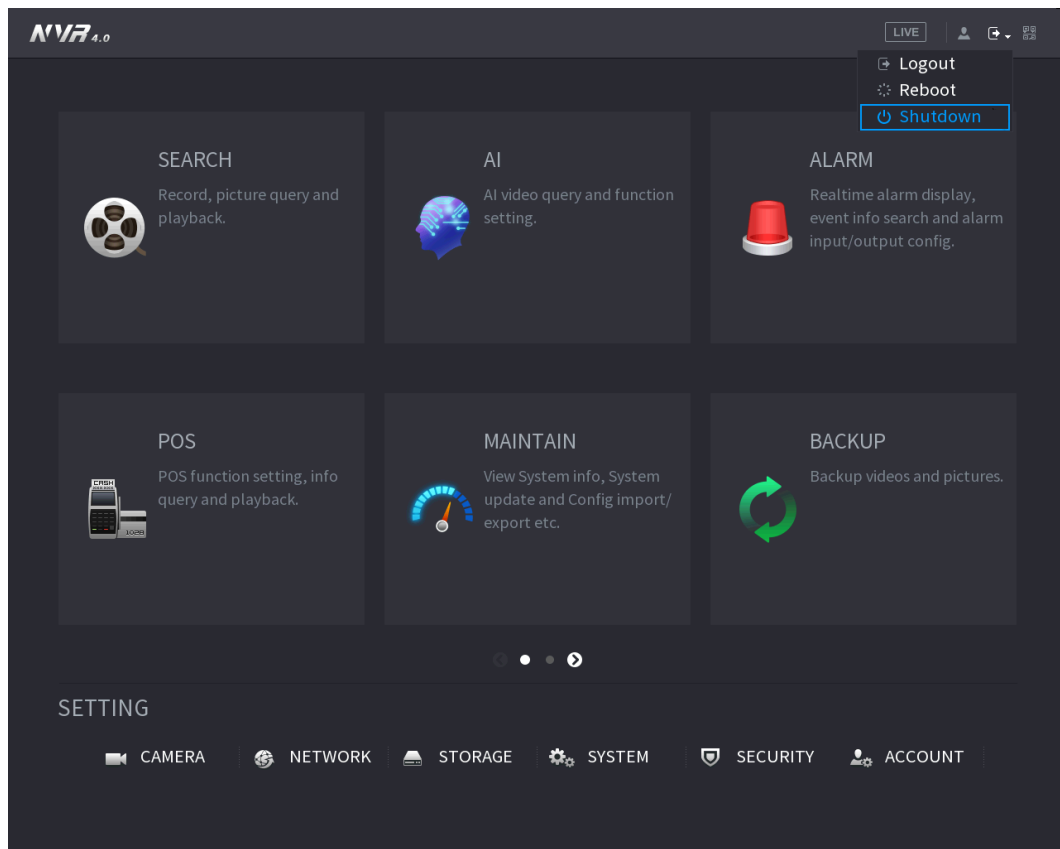 NVR 4.0
LIVE
Logout
Reboot
Shutdown
SEARCH
Record, picture query and
playback.
AI
AI video query and function
setting.
ALARM
Realtime alarm display,
event info search and alarm
input/output config.
POS
POS function setting, info
query and playback.
CASH
1028
MAINTAIN
View System info, System
update and Config import/
export etc.
BACKUP
Backup videos and pictures.
SETTING
CAMERA
NETWORK
STORAGE
SYSTEM
SECURITY
ACCOUNT